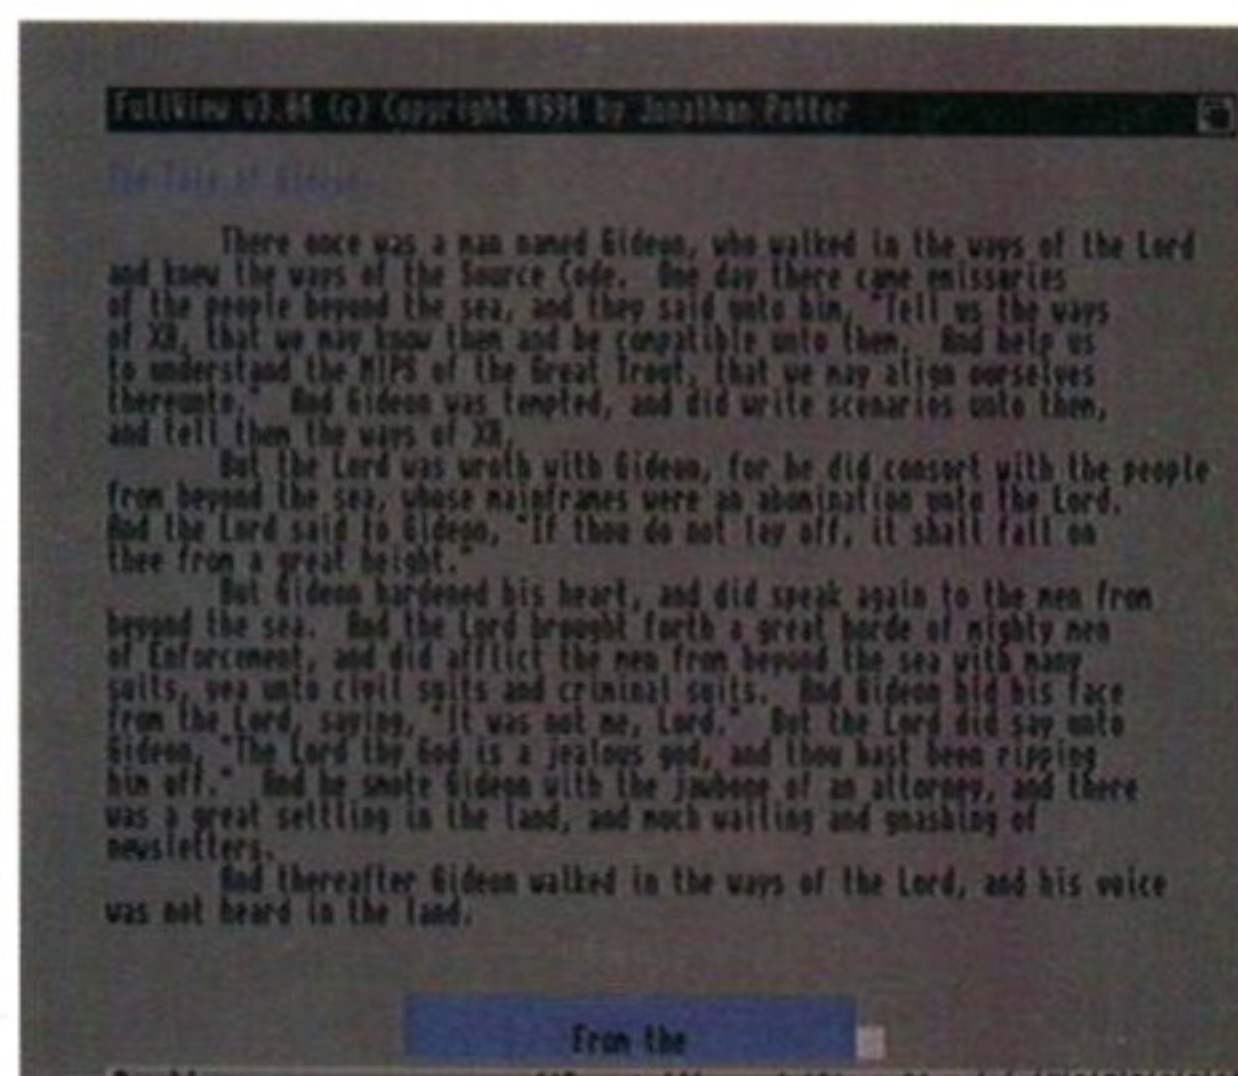 FullView v3.04 (c) Copyright 1991 by Jonathan Potter
The Tale of Gideon
There once was a man named Gideon, who walked in the ways of the Lord
and knew the ways of the Source Code. One day there came emissaries
of the people beyond the sea, and they said unto him, "Tell us the ways
of XA, that we may know them and be compatible unto them. And help us
to understand the MIPS of the Great Trout, that we may align ourselves
thereunto." And Gideon was tempted, and did write scenarios unto them,
and tell them the ways of XA.
But the Lord was wroth with Gideon, for he did consort with the people
from beyond the sea, whose mainframes were an abomination unto the Lord.
And the Lord said to Gideon, "If thou do not lay off, it shall fall on
thee from a great height."
But Gideon hardened his heart, and did speak again to the men from
beyond the sea. And the Lord brought forth a great horde of mighty men
of Enforcement, and did afflict the men from beyond the sea with many
suits, yea unto civil suits and criminal suits. And Gideon hid his face
from the Lord, saying, "It was not me, Lord." But the Lord did say unto
Gideon, "The Lord thy God is a jealous god, and thou hast been ripping
him off." And he smote Gideon with the jawbone of an attorney, and there
was a great settling in the land, and much wailing and gnashing of
newsletters.
And thereafter Gideon walked in the ways of the Lord, and his voice
was not heard in the land.
From the